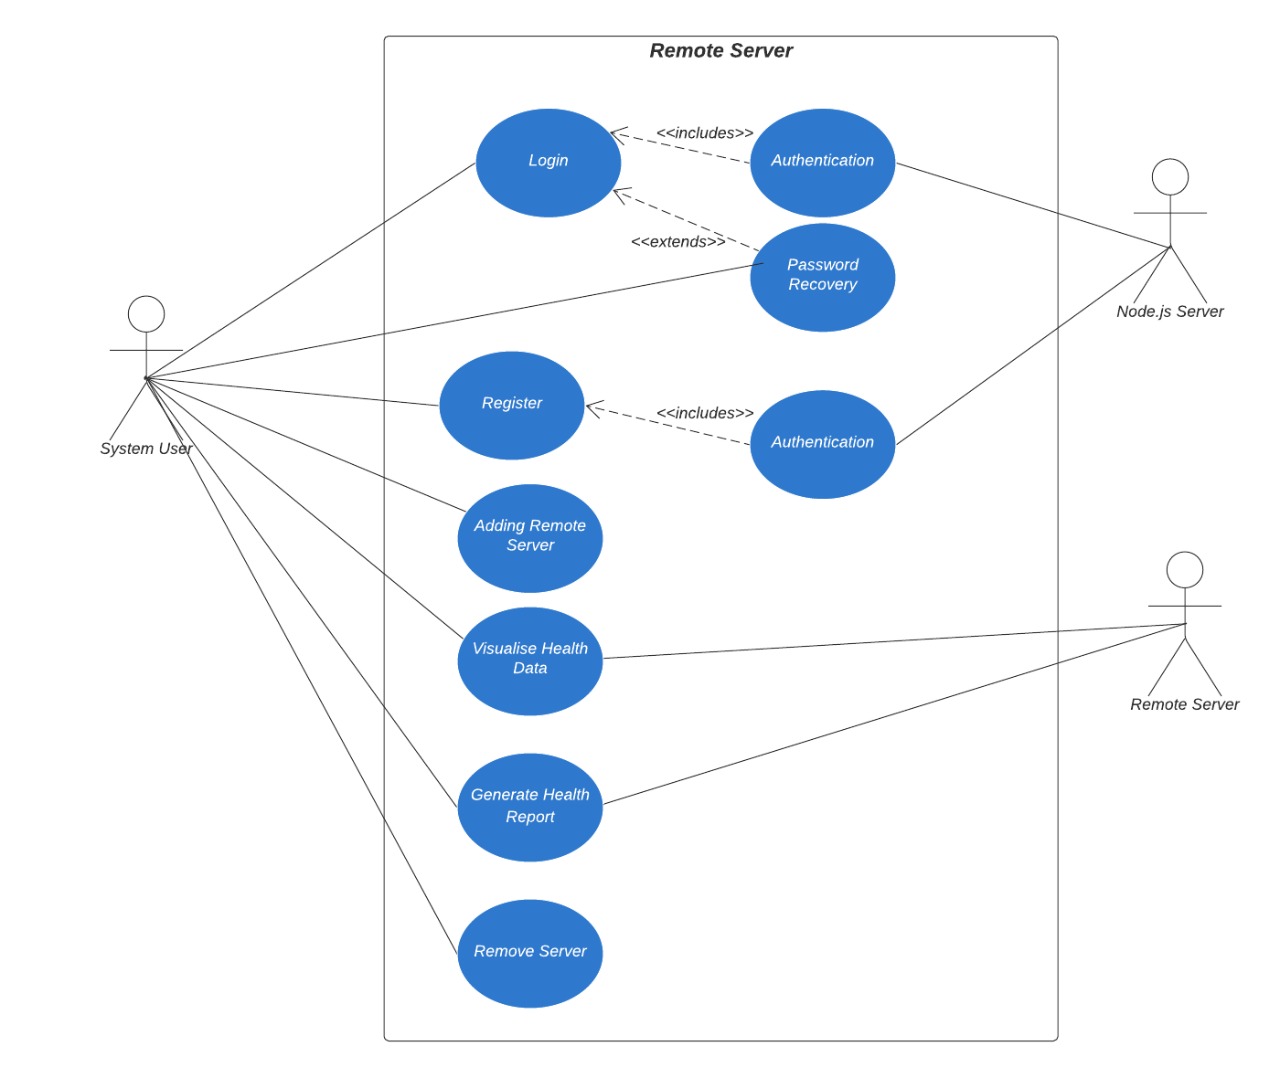 Remote Server
Login
<<includes>>
Authentication
<<extends>>
Password
Recovery
Node.js Server
System User
Register
<<includes>>
Authentication
Adding Remote
Server
Visualise Health
Data
Remote Server
Generate Health
Report
Remove Server